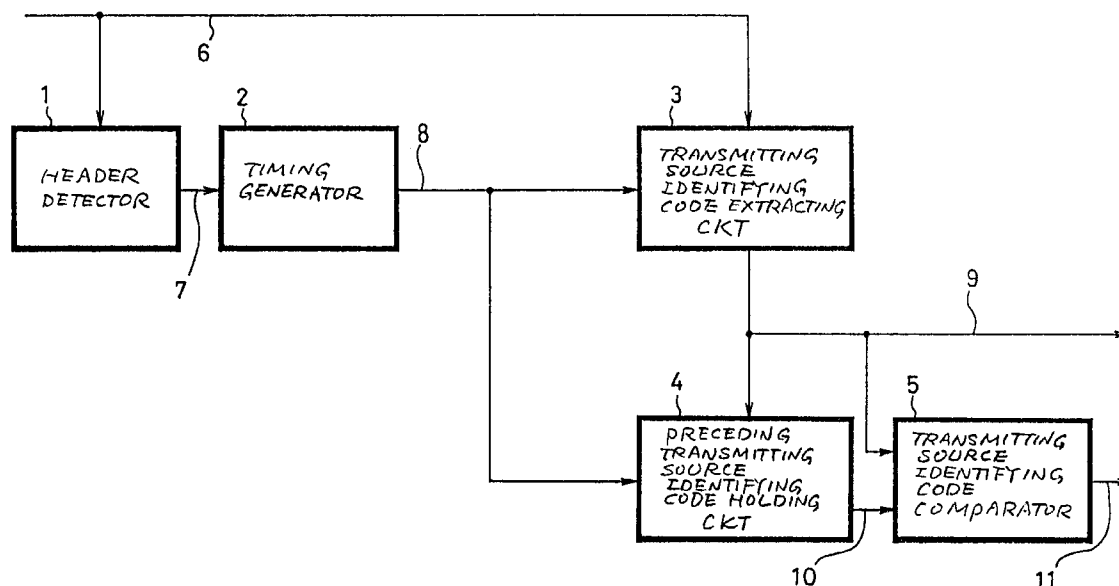 6
1
HEADER
DETECTOR
7
2
TIMING
GENERATOR
8
3
TRANSMITTING
SOURCE
IDENTIFYING
CODE EXTRACTING
CKT
9
4
PRECEDING
TRANSMITTING
SOURCE
IDENTIFYING
CODE HOLDING
CKT
10
5
TRANSMITTING
SOURCE
IDENTIFYING
CODE
COMPARATOR
11